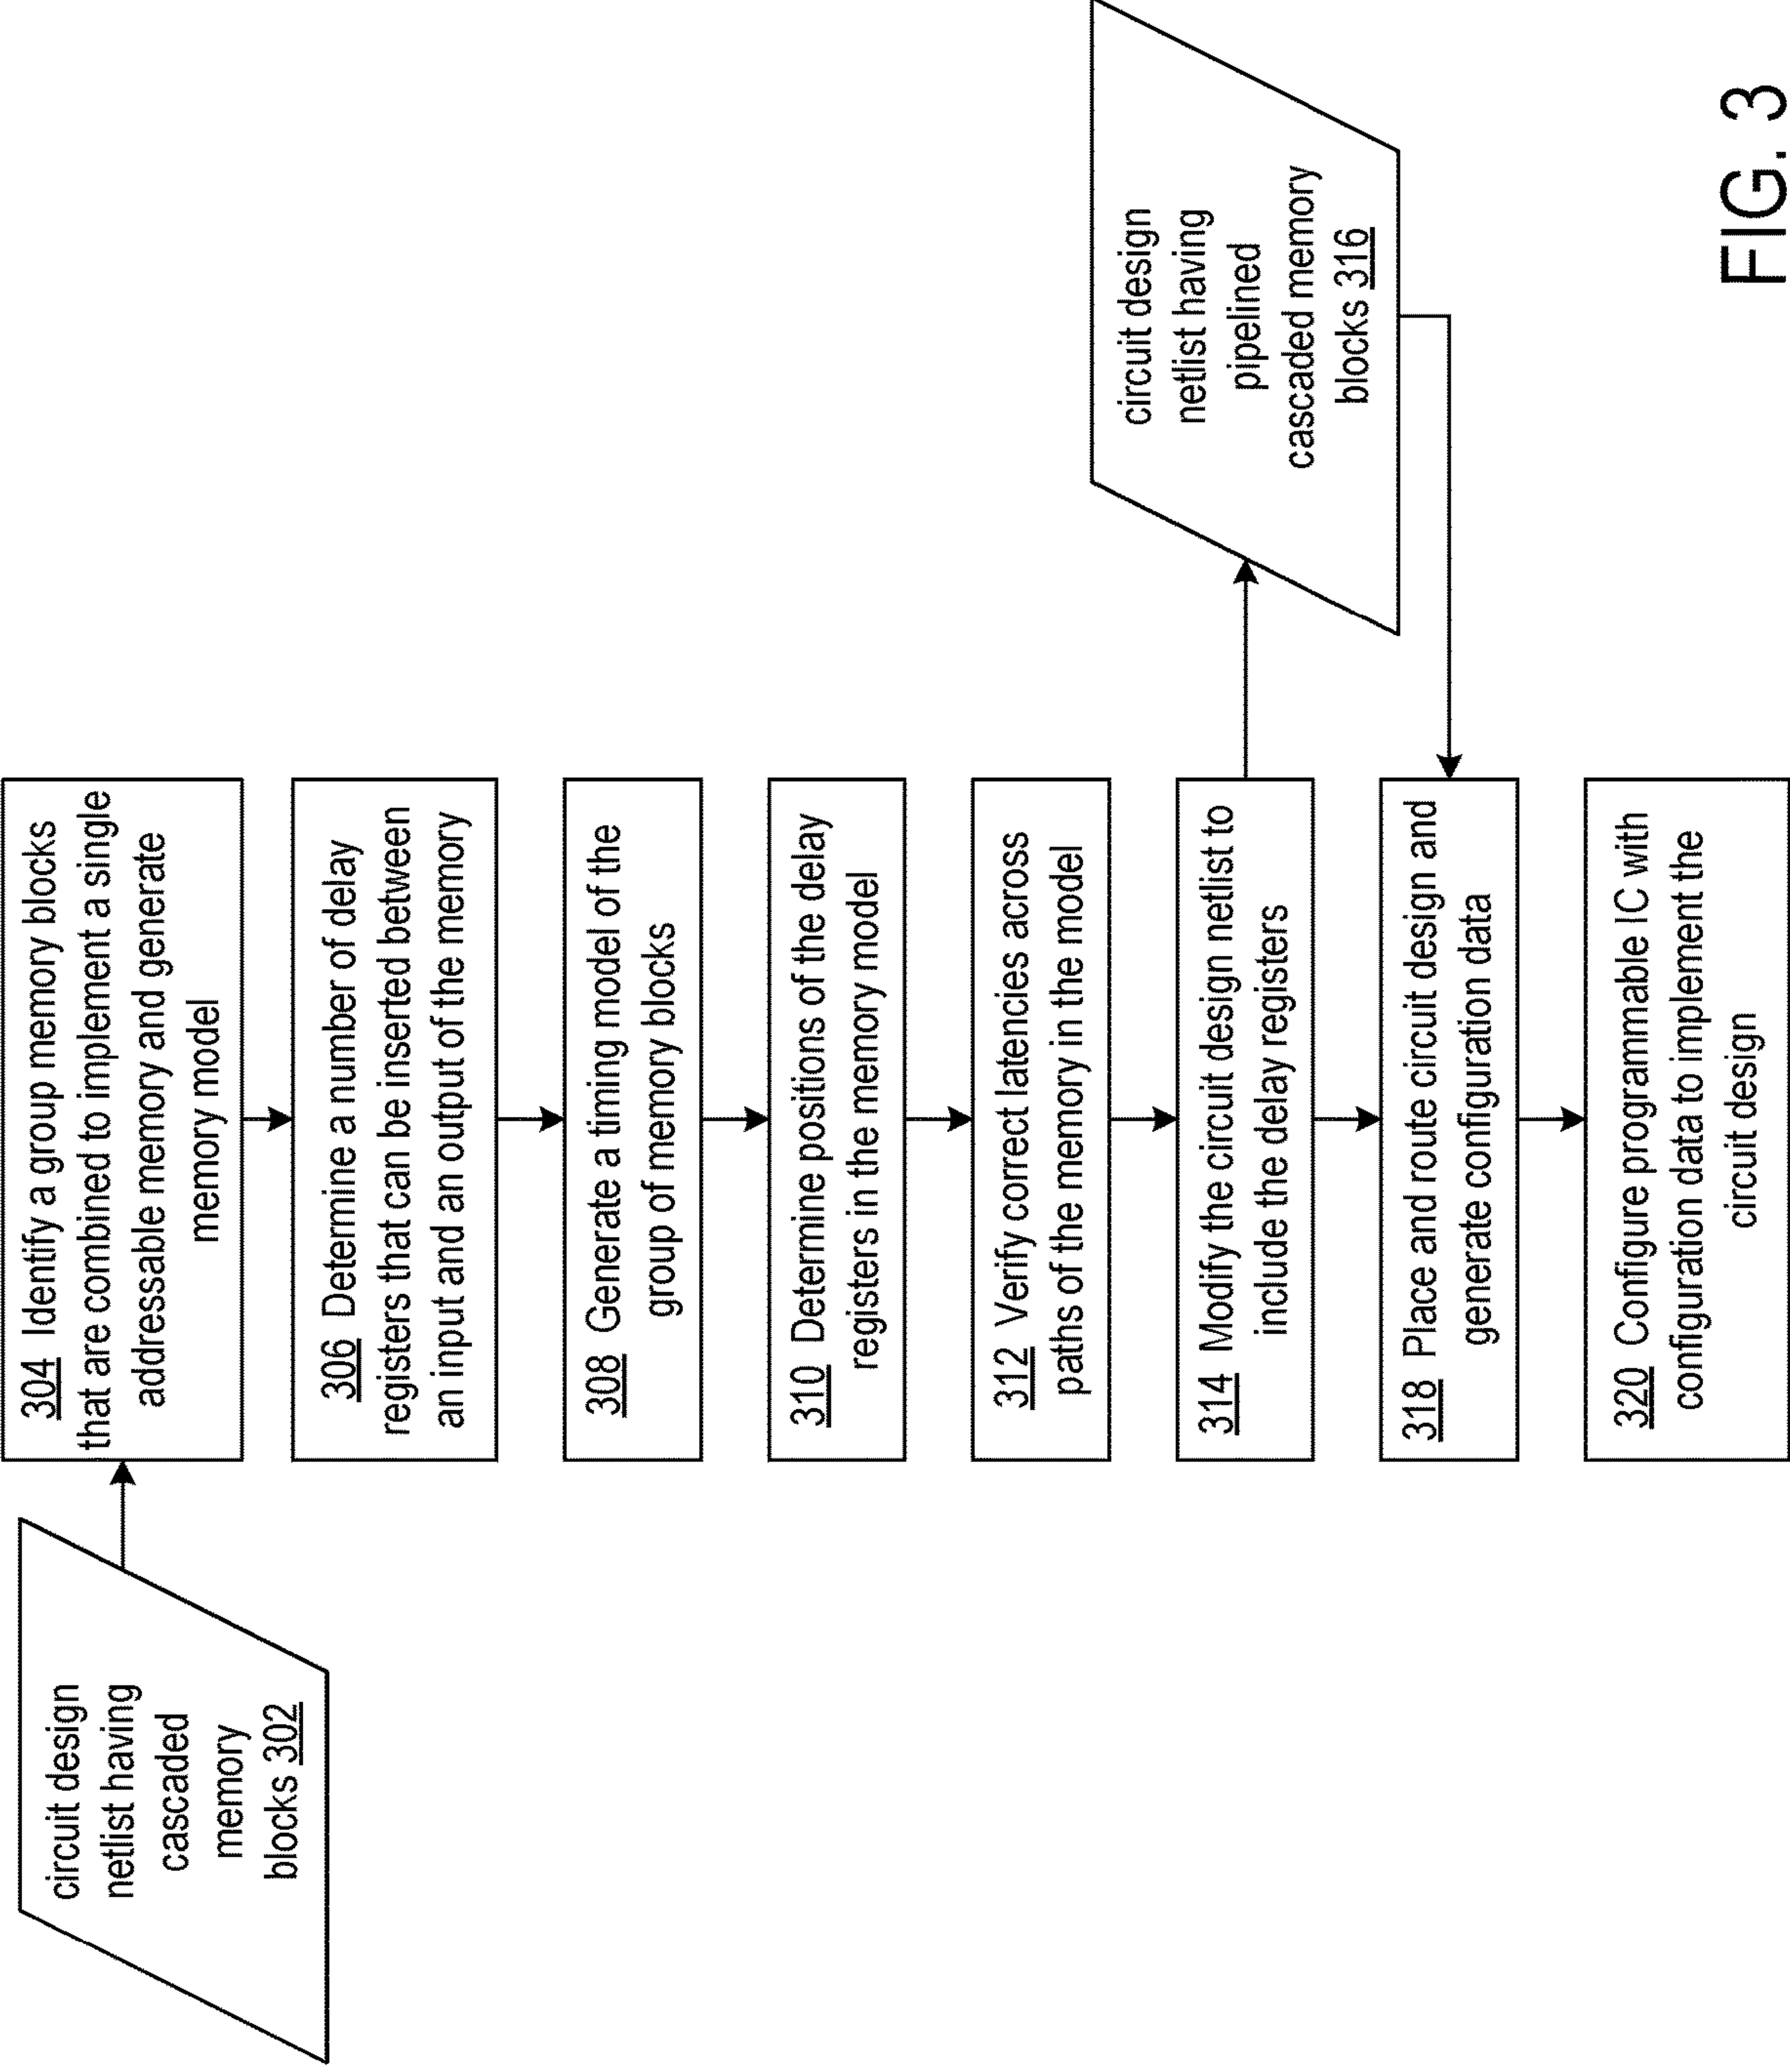 circuit design
netlist having
cascaded
memory
blocks 302
304 Identify a group memory blocks
that are combined to implement a single
addressable memory and generate
memory model
306 Determine a number of delay
registers that can be inserted between
an input and an output of the memory
308 Generate a timing model of the
group of memory blocks
310 Determine positions of the delay
registers in the memory model
312 Verify correct latencies across
paths of the memory in the model
314 Modify the circuit design netlist to
include the delay registers
circuit design
netlist having
pipelined
cascaded memory
blocks 316
318 Place and route circuit design and
generate configuration data
320 Configure programmable IC with
configuration data to implement the
circuit design
FIG. 3